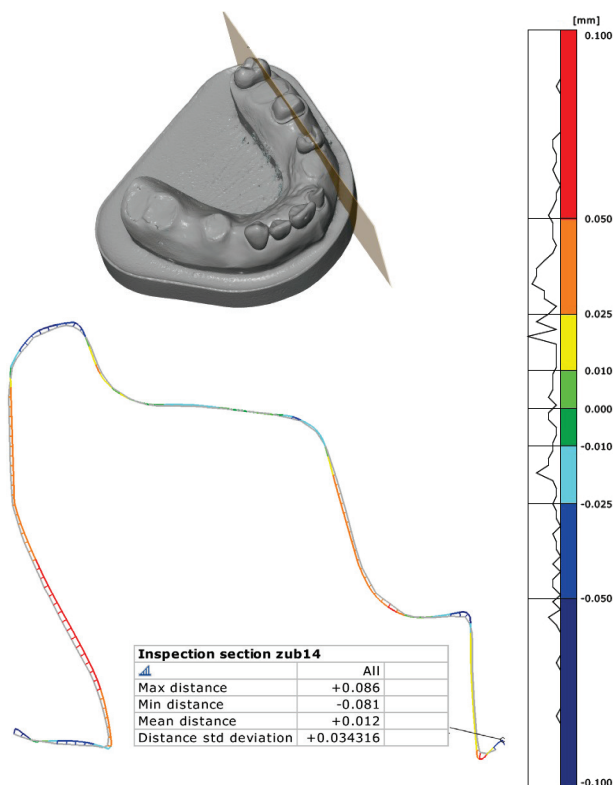 [mm]
0.100
0.050
0.025
0.010
0.000
-0.010
-0.025
-0.050
-0.100
Inspection section zub14
All
Max distance +0.086
Min distance -0.081
Mean distance +0.012
Distance std deviation +0.034316